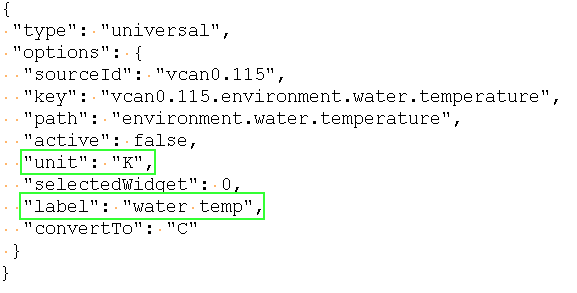 {
"type": "universal",
"options": {
"sourceId": "vcan0.115",
"key": "vcan0.115.environment.water.temperature",
"path": "environment.water.temperature",
"active": false,
"unit": "K",
"selectedWidget": 0,
"label": "water temp",
"convertTo": "C"
}
}